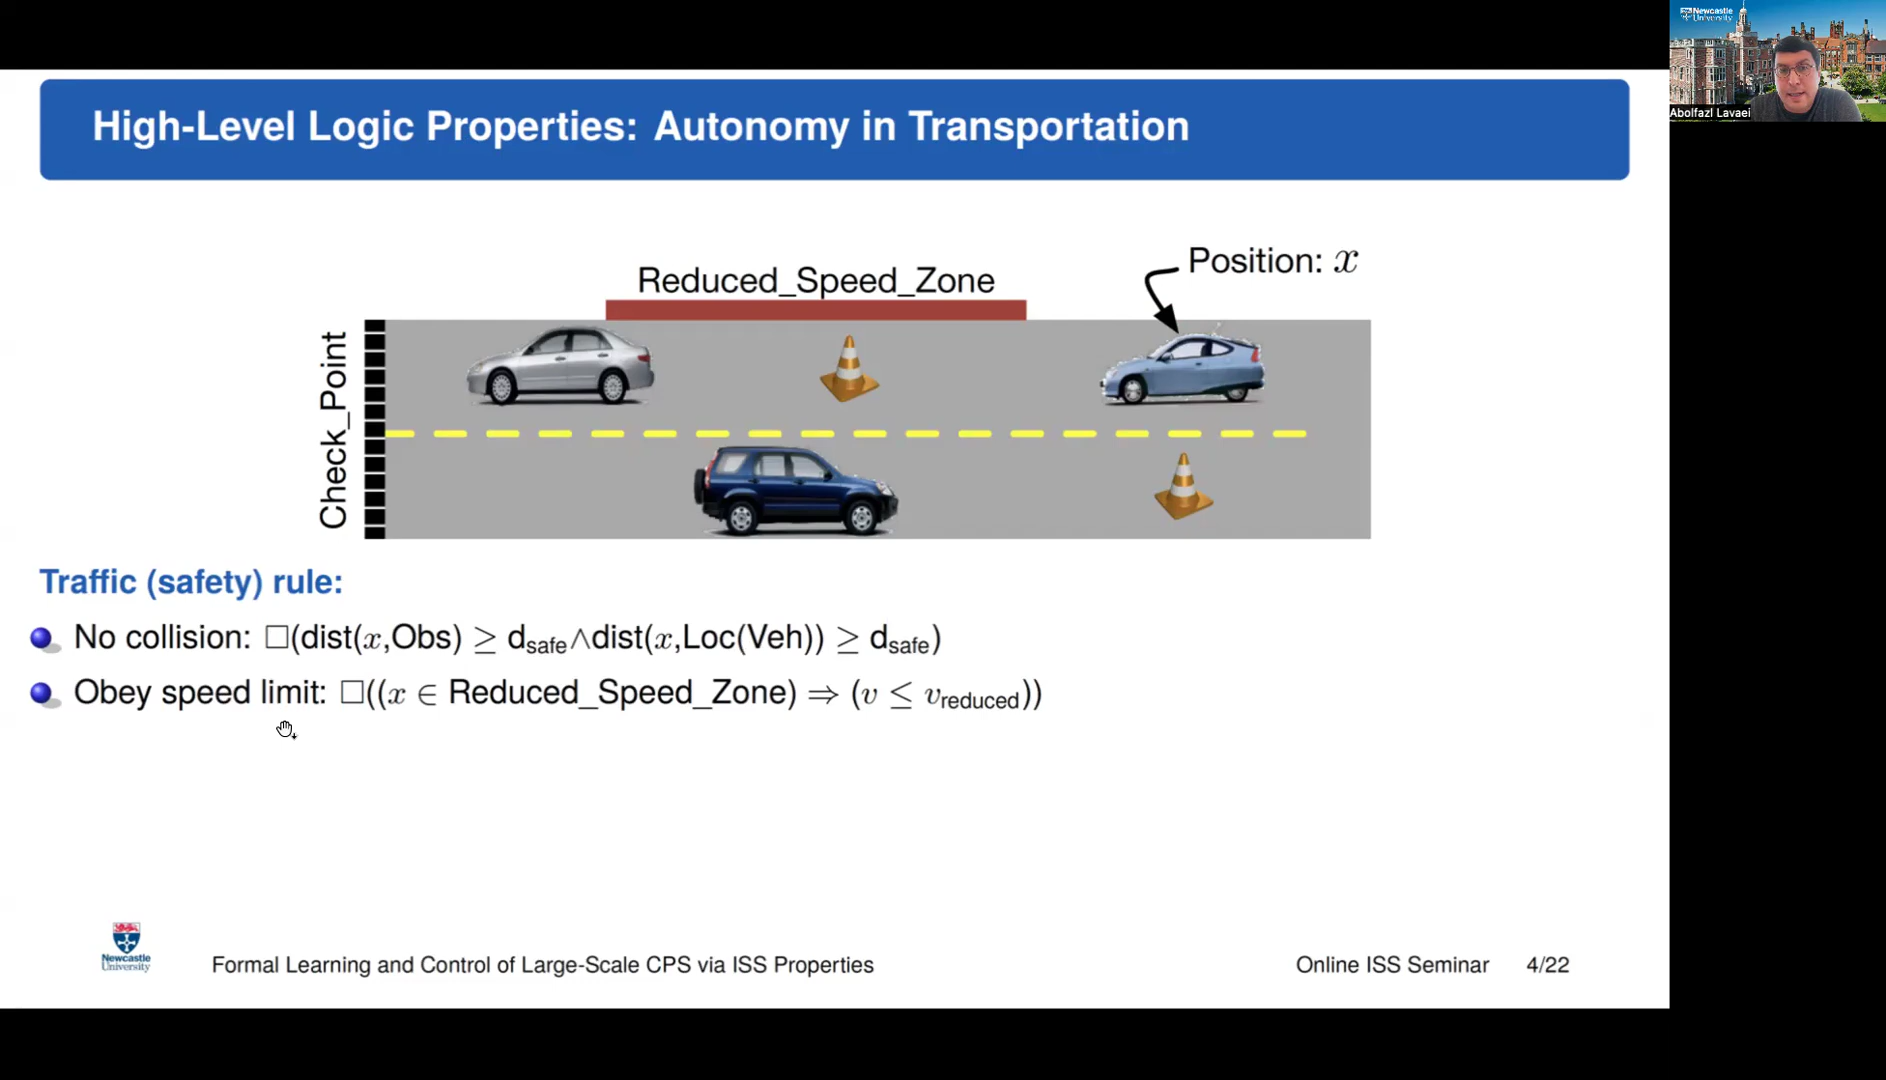 Newcastle
University
Abolfazl Lavaei
High-Level Logic Properties: Autonomy in Transportation
Position: x
Reduced_Speed_Zone
Check_Point
Traffic (safety) rule:
No collision: □(dist(x,Obs) ≥ d_safe ∧ dist(x,Loc(Veh)) ≥ d_safe)
Obey speed limit: □((x ∈ Reduced_Speed_Zone) ⇒ (v ≤ v_reduced))
Newcastle
University
Formal Learning and Control of Large-Scale CPS via ISS Properties
Online ISS Seminar 4/22